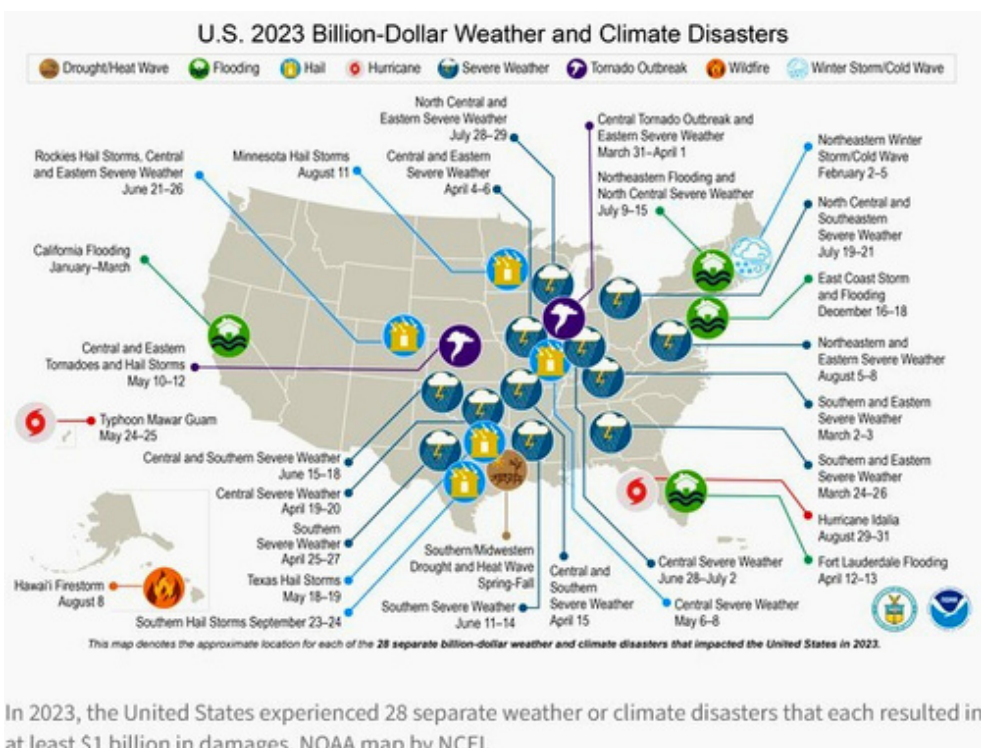 U.S. 2023 Billion-Dollar Weather and Climate Disasters
Drought/Heat Wave Flooding Hail Hurricane Severe Weather Tornado Outbreak Wildfire Winter Storm/Cold Wave
North Central and
Eastern Severe Weather
July 28–29
Central Tornado Outbreak and
Eastern Severe Weather
March 31–April 1
Northeastern Winter
Storm/Cold Wave
February 2–5
Rockies Hail Storms, Central
and Eastern Severe Weather
June 21–26
Minnesota Hail Storms
August 11
Central and Eastern
Severe Weather
April 4–6
Northeastern Flooding and
North Central Severe Weather
July 9–15
North Central and
Southeastern
Severe Weather
July 19–21
California Flooding
January–March
East Coast Storm
and Flooding
December 16–18
Central and Eastern
Tornadoes and Hail Storms
May 10–12
Northeastern and
Eastern Severe Weather
August 5–8
Typhoon Mawar Guam
May 24–25
Southern and Eastern
Severe Weather
March 2–3
Central and Southern Severe Weather
June 15–18
Southern and Eastern
Severe Weather
March 24–26
Central Severe Weather
April 19–20
Hurricane Idalia
August 29–31
Southern
Severe Weather
April 25–27
Fort Lauderdale Flooding
April 12–13
Texas Hail Storms
May 18–19
Hawai'i Firestorm
August 8
Southern Hail Storms September 23–24
Southern/Midwestern
Drought and Heat Wave
Spring-Fall
Southern Severe Weather
June 11–14
Central and
Southern
Severe Weather
April 15
Central Severe Weather
June 28–July 2
Central Severe Weather
May 6–8
This map denotes the approximate location for each of the 28 separate billion-dollar weather and climate disasters that impacted the United States in 2023.
In 2023, the United States experienced 28 separate weather or climate disasters that each resulted in
at least $1 billion in damages. NOAA map by NCEI